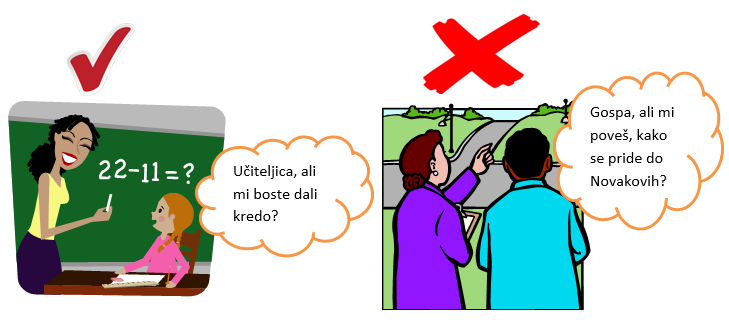 22-11=?
Učiteljica, ali
mi boste dali
kredo?
Gospa, ali mi
poveš, kako
se pride do
Novakovih?